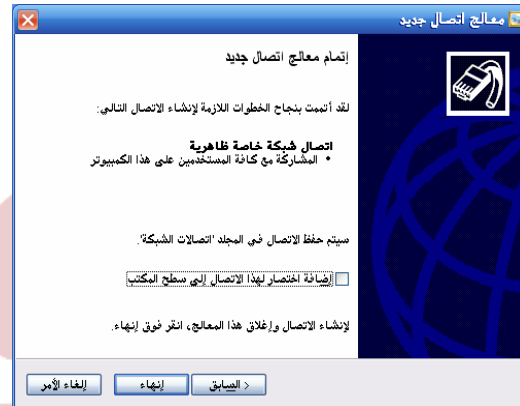 معالج اتصال جديد
إتمام معالج اتصال جديد
لقد أتممت بنجاح الخطوات اللازمة لإنشاء الاتصال التالي:
اتصال شبكة خاصة ظاهرية
• المشاركة مع كافة المستخدمين على هذا الكمبيوتر
سيتم حفظ الاتصال في المجلد 'اتصالات الشبكة'.
إضافة اختصار لهذا الاتصال إلى سطح المكتب
لإنشاء الاتصال وإغلاق هذا المعالج، انقر فوق إنهاء.
< السابق
إنهاء
إلغاء الأمر